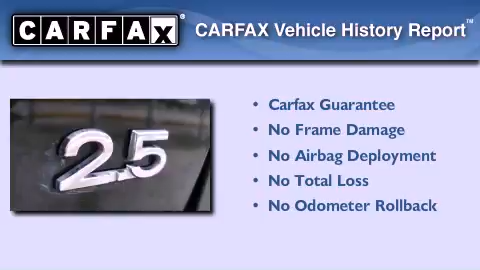 CARFAX® CARFAX Vehicle History Report™
2.5
• Carfax Guarantee
• No Frame Damage
• No Airbag Deployment
• No Total Loss
• No Odometer Rollback